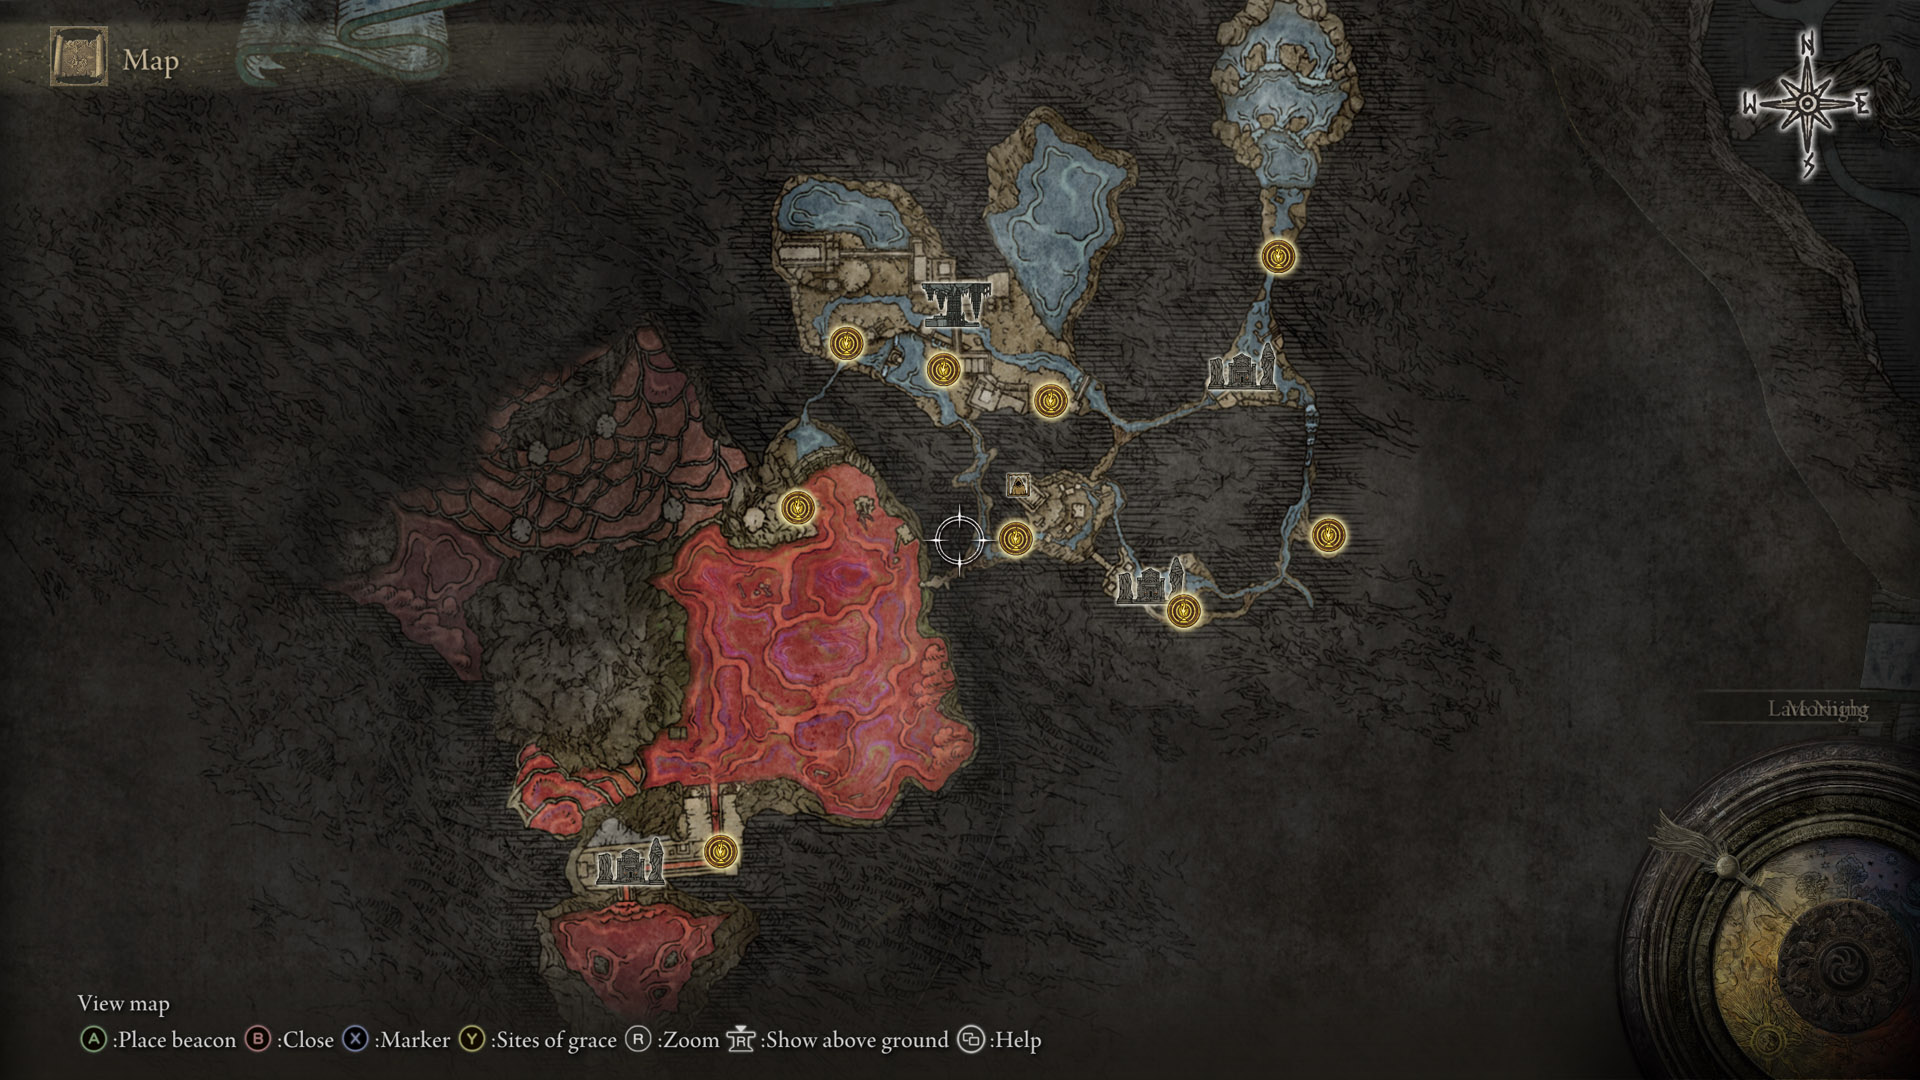 Map
N
W E
S
View map
A :Place beacon B :Close X :Marker Y :Sites of grace R :Zoom R :Show above ground :Help